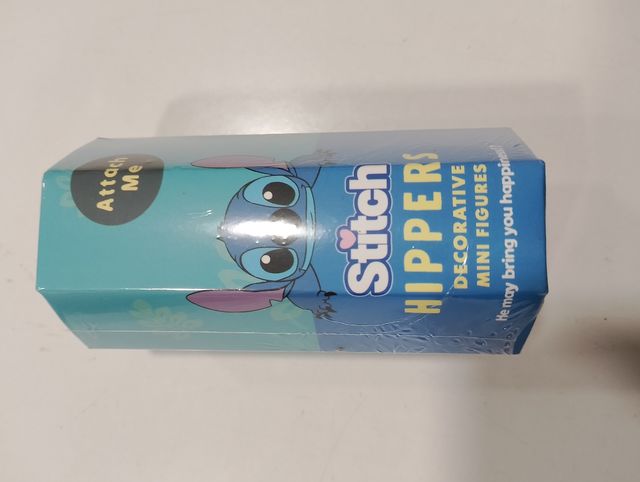 Attach
Me
Stitch
HIPPERS
DECORATIVE
MINI FIGURES
He may bring you happiness!